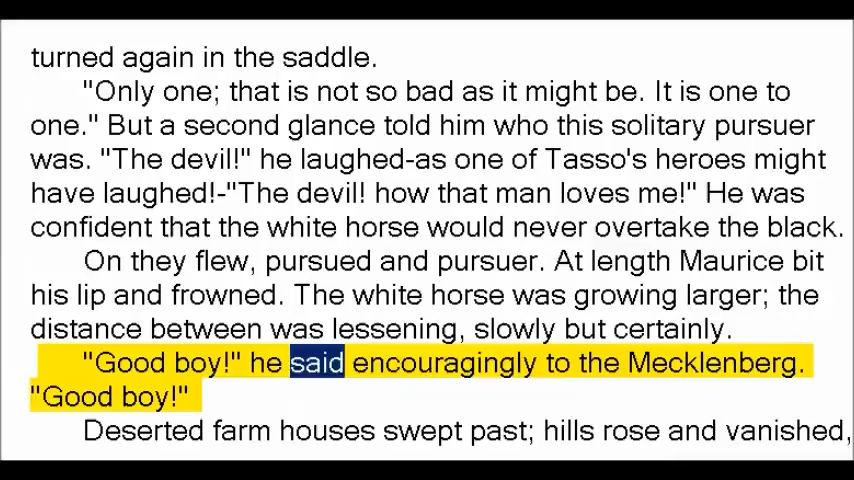 turned again in the saddle.
"Only one; that is not so bad as it might be. It is one to
one." But a second glance told him who this solitary pursuer
was. "The devil!" he laughed-as one of Tasso's heroes might
have laughed!-"The devil! how that man loves me!" He was
confident that the white horse would never overtake the black.
On they flew, pursued and pursuer. At length Maurice bit
his lip and frowned. The white horse was growing larger; the
distance between was lessening, slowly but certainly.
"Good boy!" he said encouragingly to the Mecklenberg.
"Good boy!"
Deserted farm houses swept past; hills rose and vanished,